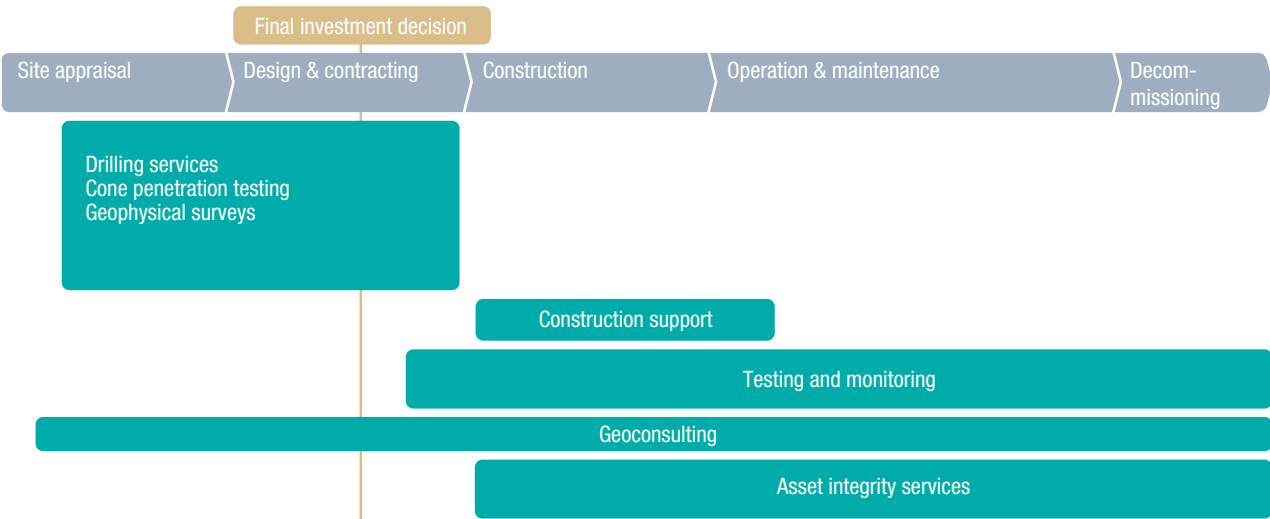 Final investment decision
Site appraisal
Design & contracting
Construction
Operation & maintenance
Decom-
missioning
Drilling services
Cone penetration testing
Geophysical surveys
Construction support
Testing and monitoring
Geoconsulting
Asset integrity services